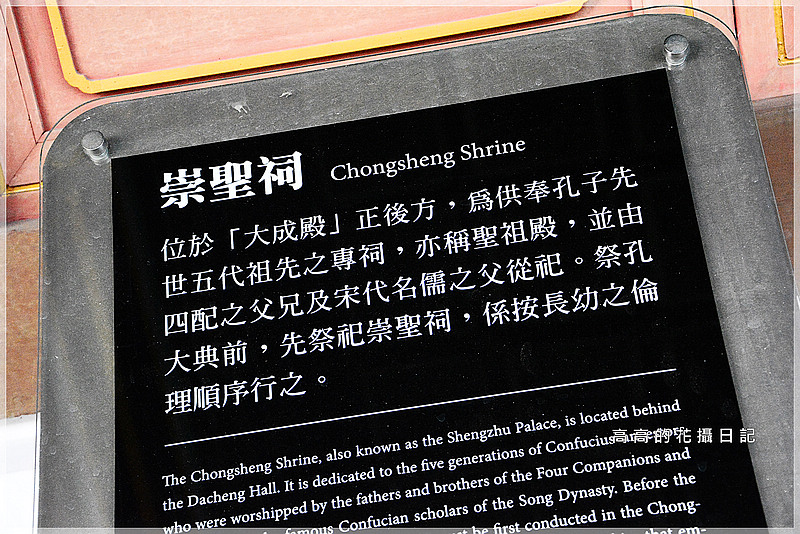 崇聖祠 Chongsheng Shrine
位於「大成殿」正後方，爲供奉孔子先
世五代祖先之專祠，亦稱聖祖殿，並由
四配之父兄及宋代名儒之父從祀。祭孔
大典前，先祭祀崇聖祠，係按長幼之倫
理順序行之。
The Chongsheng Shrine, also known as the Shengzhu Palace, is located behind
the Dacheng Hall. It is dedicated to the five generations of Confucius'
高高的花攝日記
who were worshipped by the fathers and brothers of the Four Companions and
famous Confucian scholars of the Song Dynasty. Before the
be first conducted in the Chong-
that em-